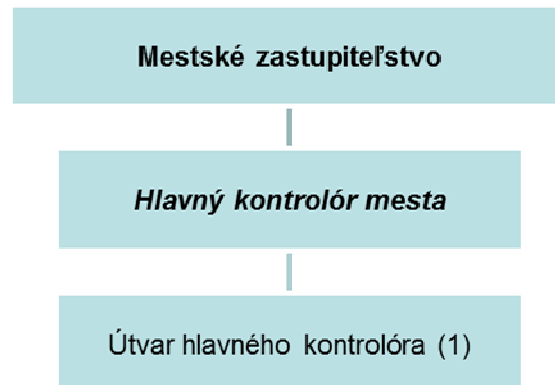 Mestské zastupiteľstvo
Hlavný kontrolór mesta
Útvar hlavného kontrolóra (1)